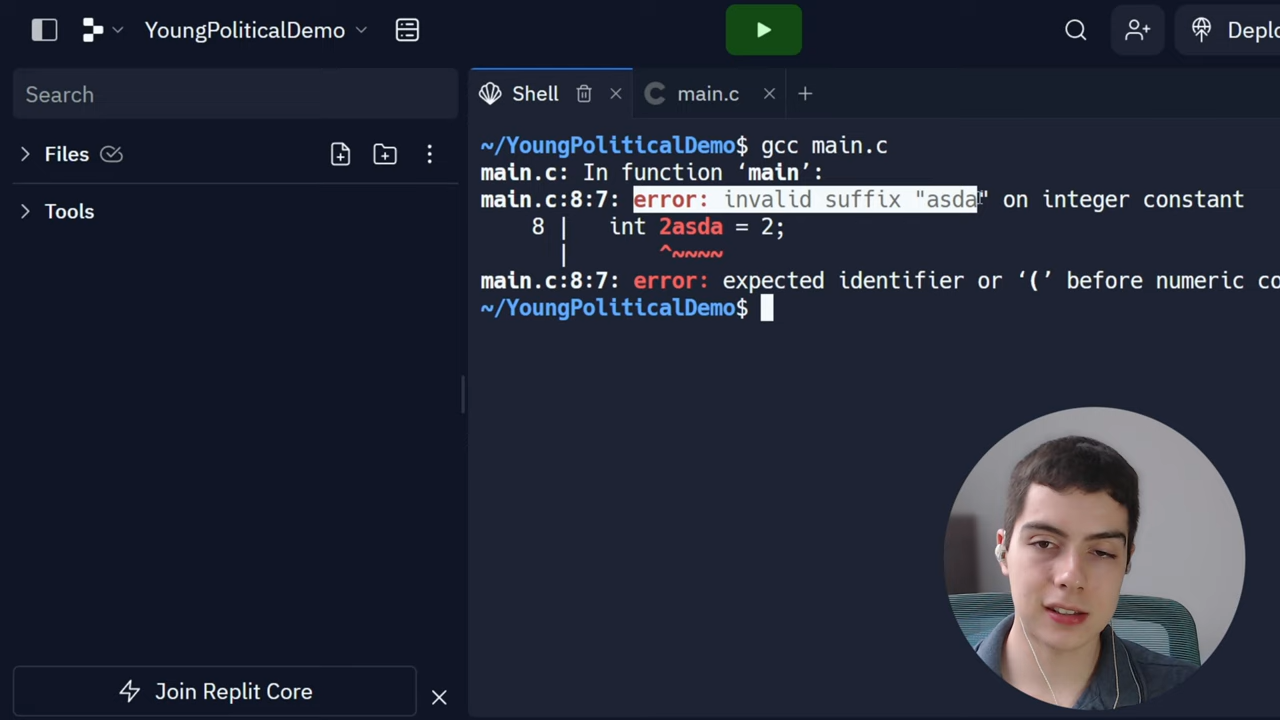 YoungPoliticalDemo
Search
Files
Tools
Join Replit Core
Shell
main.c
~/YoungPoliticalDemo$ gcc main.c
main.c: In function ‘main’:
main.c:8:7: error: invalid suffix "asda" on integer constant
8 | int 2asda = 2;
| ^~~~~
main.c:8:7: error: expected identifier or ‘(’ before numeric co
~/YoungPoliticalDemo$
Deplo